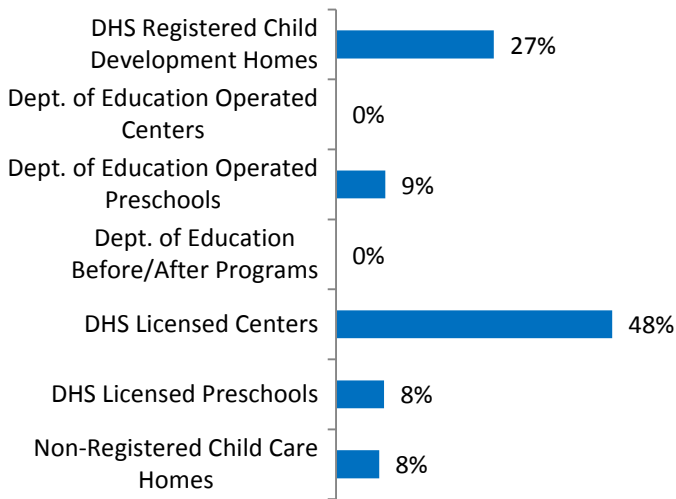 DHS Registered Child
Development Homes
27%
Dept. of Education Operated
Centers
0%
Dept. of Education Operated
Preschools
9%
Dept. of Education
Before/After Programs
0%
DHS Licensed Centers
48%
DHS Licensed Preschools
8%
Non-Registered Child Care
Homes
8%